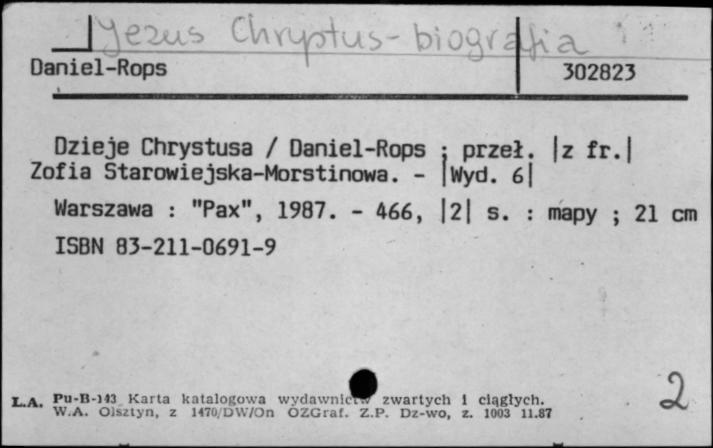 Jezus Chryptus - biografia
Daniel-Rops 302823
Dzieje Chrystusa / Daniel-Rops ; przeł. |z fr.|
Zofia Starowiejska-Morstinowa. - |Wyd. 6|
Warszawa : "Pax", 1987. - 466, |2| s. : mapy ; 21 cm
ISBN 83-211-0691-9
L.A. Pu-B-143 Karta katalogowa wydawnictw zwartych i ciągłych.
W.A. Olsztyn, z 1470/DW/On OZGraf. Z.P. Dz-wo, z. 1003 11.87
2